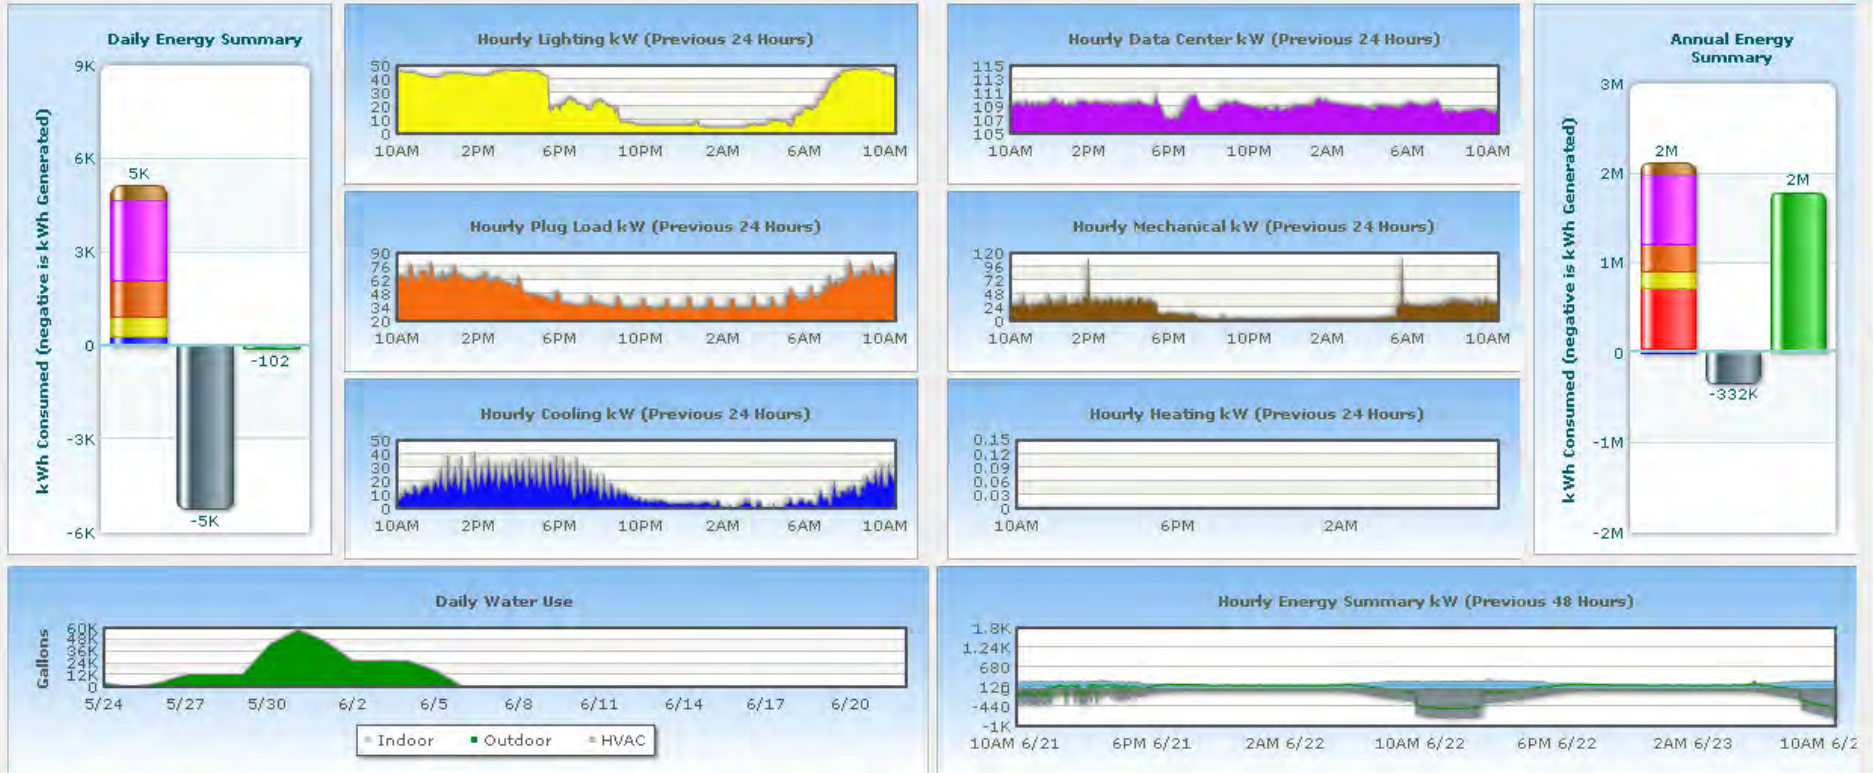 Daily Energy Summary
kWh Consumed (negative is kWh Generated)
9K
6K
3K
0
-3K
-6K
5K
-5K
-102
Hourly Lighting kW (Previous 24 Hours)
50
40
30
20
10
0
10AM 2PM 6PM 10PM 2AM 6AM 10AM
Hourly Data Center kW (Previous 24 Hours)
115
113
111
109
107
105
10AM 2PM 6PM 10PM 2AM 6AM 10AM
Annual Energy
Summary
kWh Consumed (negative is kWh Generated)
3M
2M
1M
0
-1M
-2M
2M
-332K
2M
Hourly Plug Load kW (Previous 24 Hours)
90
76
62
48
34
20
10AM 2PM 6PM 10PM 2AM 6AM 10AM
Hourly Mechanical kW (Previous 24 Hours)
120
96
72
48
24
0
10AM 2PM 6PM 10PM 2AM 6AM 10AM
Hourly Cooling kW (Previous 24 Hours)
50
40
30
20
10
0
10AM 2PM 6PM 10PM 2AM 6AM 10AM
Hourly Heating kW (Previous 24 Hours)
0.15
0.12
0.09
0.06
0.03
0
10AM 6PM 2AM
Daily Water Use
Gallons
60K
48K
36K
24K
12K
0
5/24 5/27 5/30 6/2 6/5 6/8 6/11 6/14 6/17 6/20
Indoor Outdoor HVAC
Hourly Energy Summary kW (Previous 48 Hours)
1.8K
1.24K
680
120
-440
-1K
10AM 6/21 6PM 6/21 2AM 6/22 10AM 6/22 6PM 6/22 2AM 6/23 10AM 6/2